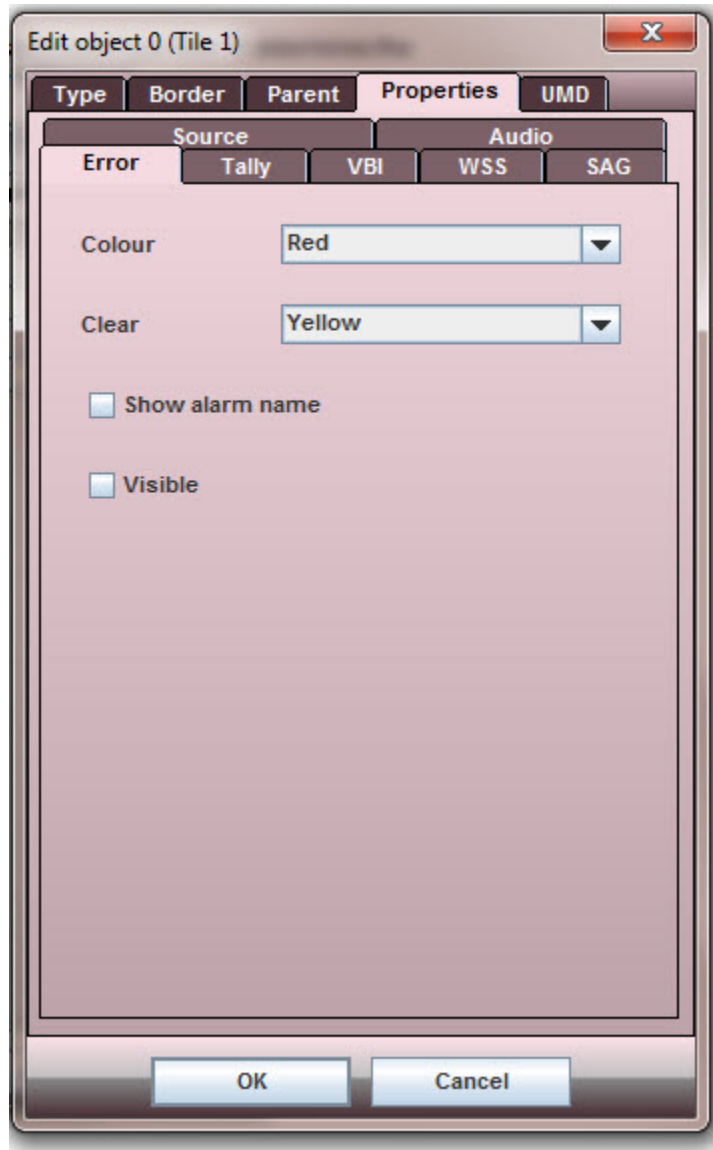 Edit object 0 (Tile 1)
Type Border Parent Properties UMD
Source Audio
Error Tally VBI WSS SAG
Colour Red
Clear Yellow
Show alarm name
Visible
OK Cancel